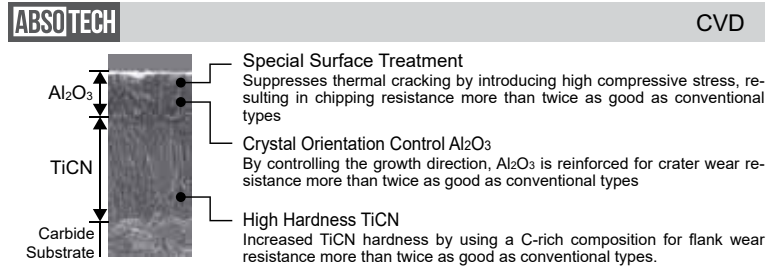 ABSOTECH
CVD
Special Surface Treatment
Suppresses thermal cracking by introducing high compressive stress, re-
sulting in chipping resistance more than twice as good as conventional
types
Al₂O₃
Crystal Orientation Control Al₂O₃
By controlling the growth direction, Al₂O₃ is reinforced for crater wear re-
sistance more than twice as good as conventional types
TiCN
High Hardness TiCN
Increased TiCN hardness by using a C-rich composition for flank wear
resistance more than twice as good as conventional types.
Carbide
Substrate